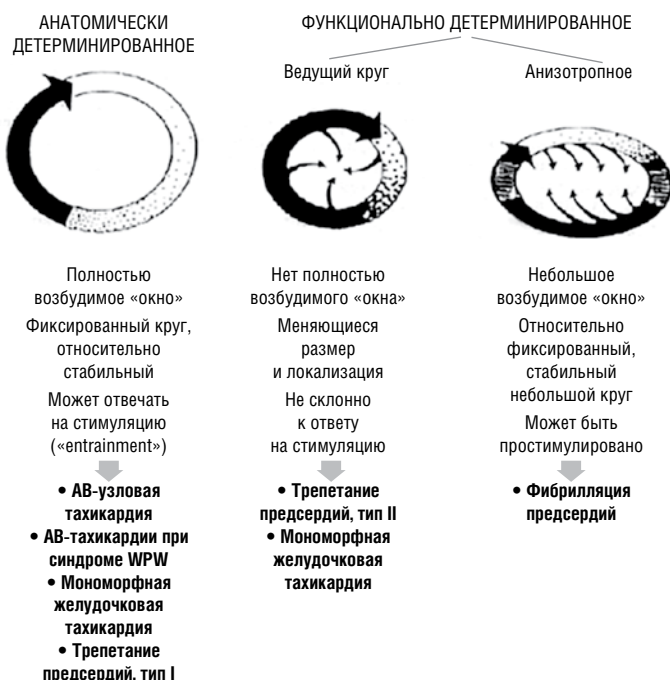 АНАТОМИЧЕСКИ
ДЕТЕРМИНИРОВАННОЕ
ФУНКЦИОНАЛЬНО ДЕТЕРМИНИРОВАННОЕ
Ведущий круг
Анизотропное
Полностью
возбудимое «окно»
Фиксированный круг,
относительно
стабильный
Может отвечать
на стимуляцию
(«entrainment»)
• АВ-узловая
тахикардия
• АВ-тахикардии при
синдроме WPW
• Мономорфная
желудочковая
тахикардия
• Трепетание
предсердий, тип I
Нет полностью
возбудимого «окна»
Меняющиеся
размер
и локализация
Не склонно
к ответу
на стимуляцию
• Трепетание
предсердий, тип II
• Мономорфная
желудочковая
тахикардия
Небольшое
возбудимое «окно»
Относительно
фиксированный,
стабильный
небольшой круг
Может быть
простимулировано
• Фибрилляция
предсердий